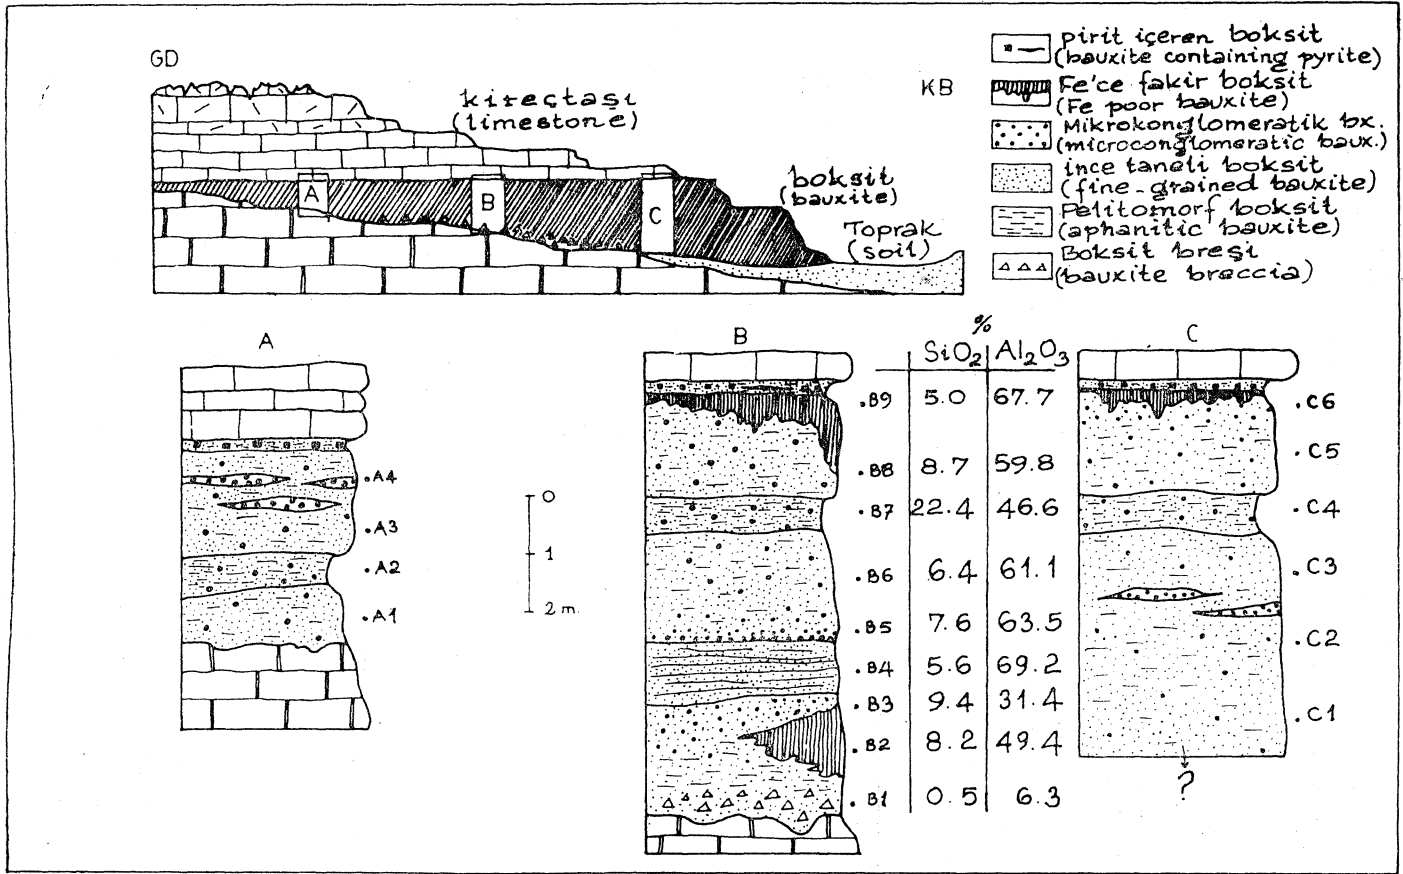 GD
KB
kireçtaşı
(limestone)
A
B
C
boksit
(bauxite)
Toprak
(soil)
pirit içeren boksit
(bauxite containing pyrite)
Fe'ce fakir boksit
(Fe poor bauxite)
Mikrokonglomeratik bx.
(microconglomeratic baux.)
ince taneli boksit
(fine-grained bauxite)
Pelitomorf boksit
(aphanitic bauxite)
Boksit breşi
(bauxite breccia)
A
.A4
.A3
.A2
.A1
0
1
2 m
B
%
SiO2 Al2O3
.B9 5.0 67.7
.B8 8.7 59.8
.B7 22.4 46.6
.B6 6.4 61.1
.B5 7.6 63.5
.B4 5.6 69.2
.B3 9.4 31.4
.B2 8.2 49.4
.B1 0.5 6.3
C
.C6
.C5
.C4
.C3
.C2
.C1
?